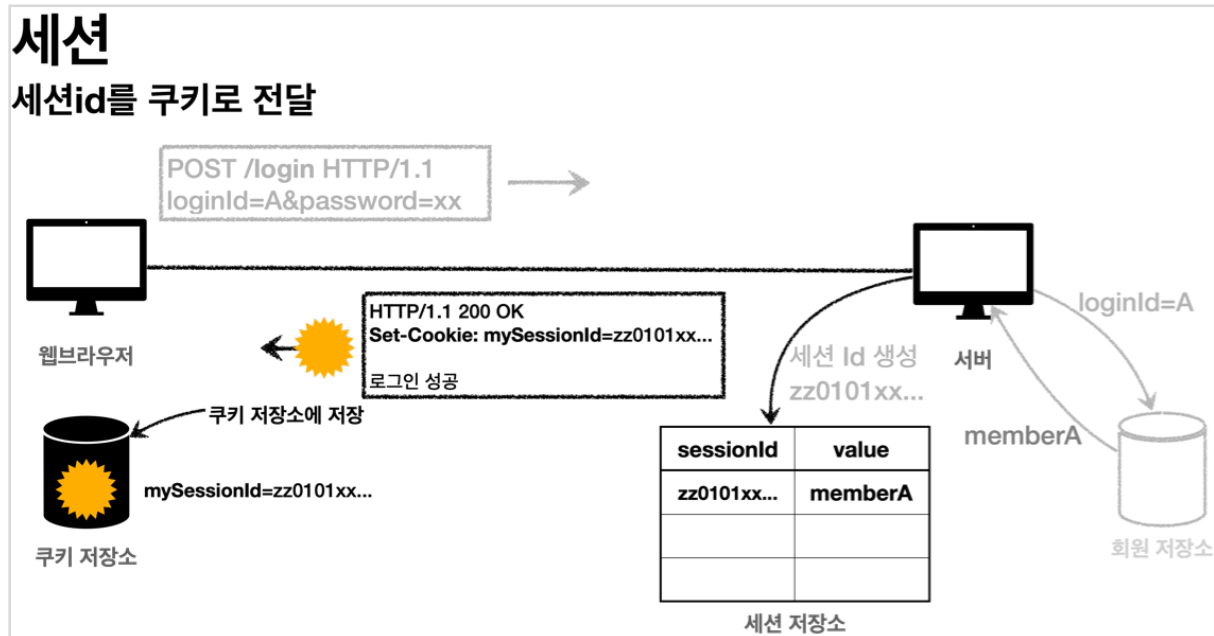 세션
세션id를 쿠키로 전달
POST /login HTTP/1.1
loginId=A&password=xx
웹브라우저
HTTP/1.1 200 OK
Set-Cookie: mySessionId=zz0101xx...
로그인 성공
쿠키 저장소에 저장
mySessionId=zz0101xx...
쿠키 저장소
세션 Id 생성
zz0101xx...
서버
loginId=A
memberA
회원 저장소
sessionId value
zz0101xx... memberA
세션 저장소